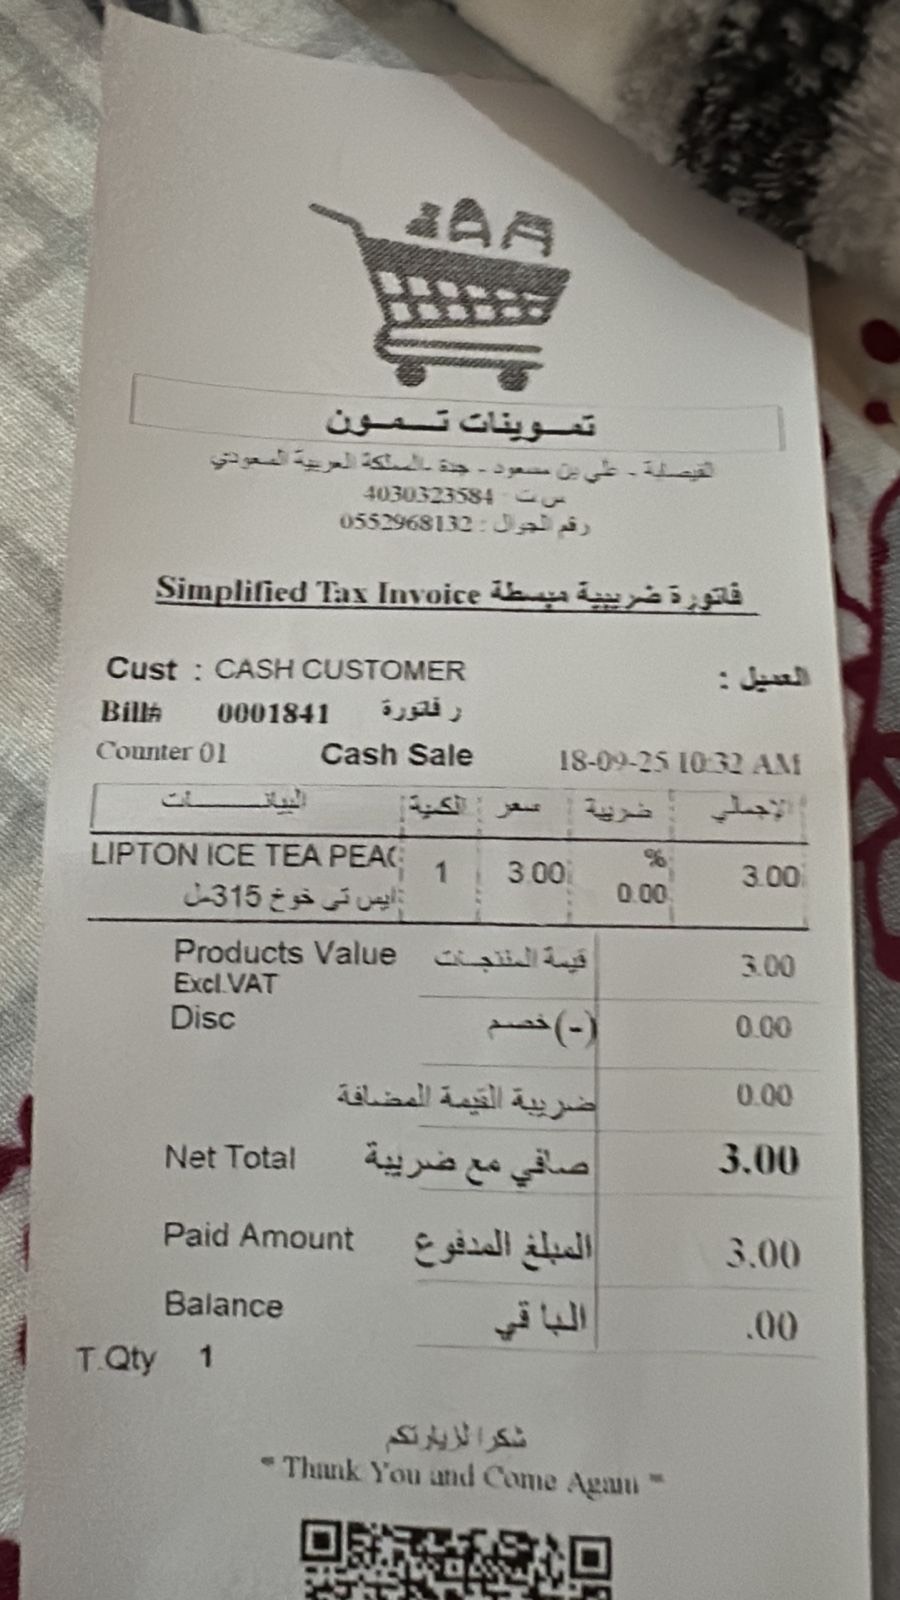 تموينات تـمـون
الفيصلية - علي بن مسعود - جدة -المملكة العربية السعودي
س ت : 4030323584
رقم الجوال : 0552968132
Simplified Tax Invoice فاتورة ضريبية مبسطة
Cust : CASH CUSTOMER العميل :
Bill# 0001841 ر فاتورة
Counter 01 Cash Sale 18-09-25 10:32 AM
البيانات الكمية سعر ضريبة الإجمالي
LIPTON ICE TEA PEAC 1 3.00 % 0.00 3.00
ايس تى خوخ 315مل
Products Value قيمة المنتجات 3.00
Excl.VAT
Disc (-)خصم 0.00
ضريبة القيمة المضافة 0.00
Net Total صافي مع ضريبة 3.00
Paid Amount المبلغ المدفوع 3.00
Balance البا قي .00
T.Qty 1
شكرا لزيارتكم
" Thank You and Come Again "